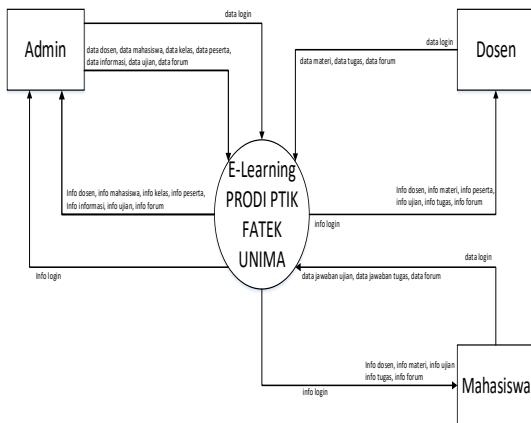 data login
Admin
data dosen, data mahasiswa, data kelas, data peserta,
data informasi, data ujian, data forum
data login
data materi, data tugas, data forum
Dosen
E-Learning
PRODI PTIK
FATEK
UNIMA
Info dosen, info mahasiswa, info kelas, info peserta,
Info informasi, info ujian, info forum
Info login
Info dosen, info materi, info peserta,
info ujian, info tugas, info forum
info login
data login
data jawaban ujian, data jawaban tugas, data forum
Info dosen, info materi, info ujian
info tugas, info forum
info login
Mahasiswa